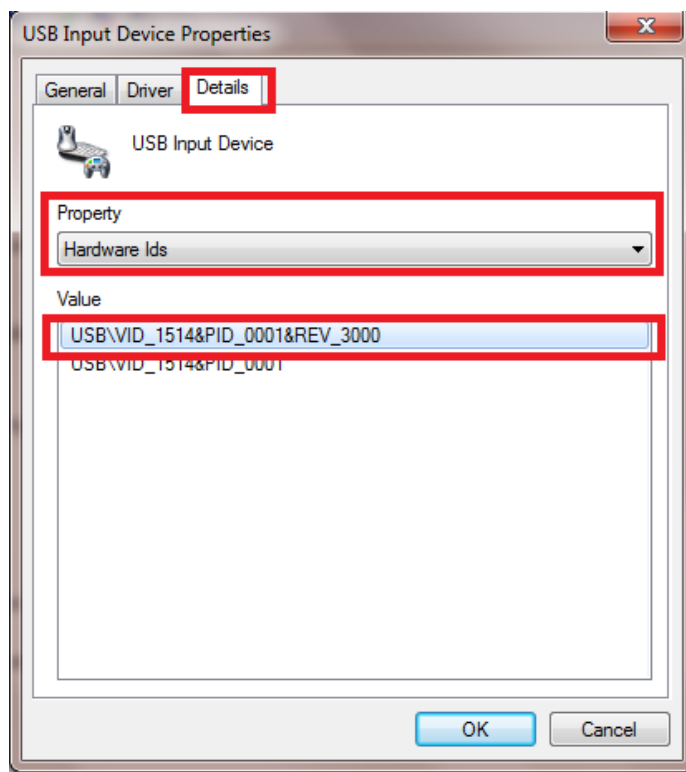 USB Input Device Properties
General Driver Details
USB Input Device
Property
Hardware Ids
Value
USB\VID_1514&PID_0001&REV_3000
USB\VID_1514&PID_0001
OK Cancel